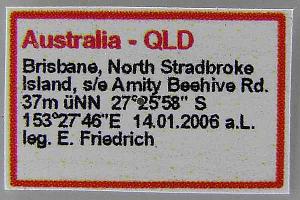 Australia - QLD
Brisbane, North Stradbroke
Island, s/e Amity Beehive Rd.
37m üNN 27°25'58" S
153°27'46"E 14.01.2006 a.L.
leg. E. Friedrich